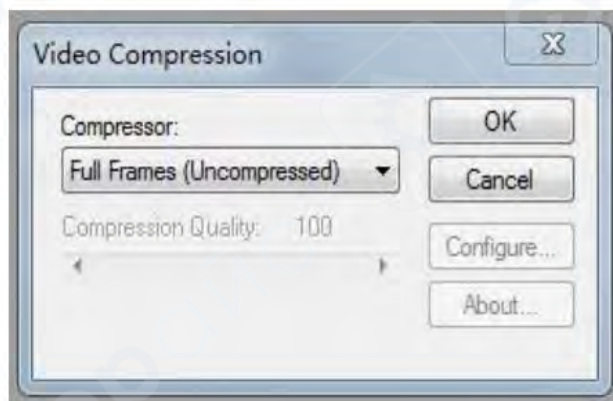 Video Compression
Compressor:
Full Frames (Uncompressed)
Compression Quality: 100
OK
Cancel
Configure...
About...